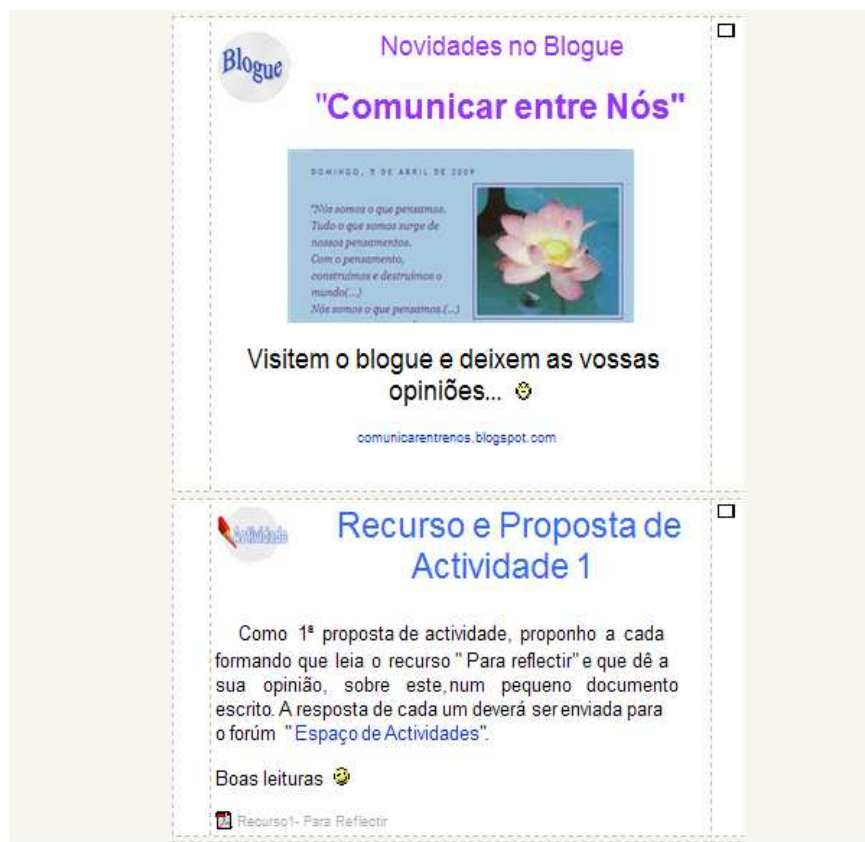 Blogue
Novidades no Blogue
"Comunicar entre Nós"
DOMINGO, 5 DE ABRIL DE 2009
"Nós somos o que pensamos.
Tudo o que somos surge de
nossos pensamentos.
Com o pensamento,
construímos e destruímos o
mundo(...)
Nós somos o que pensamos.(...)
Visitem o blogue e deixem as vossas
opiniões...
comunicarentrenos.blogspot.com
Actividade
Recurso e Proposta de
Actividade 1
Como 1ª proposta de actividade, proponho a cada
formando que leia o recurso " Para reflectir" e que dê a
sua opinião, sobre este,num pequeno documento
escrito. A resposta de cada um deverá ser enviada para
o forúm "Espaço de Actividades".
Boas leituras
Recurso1- Para Reflectir